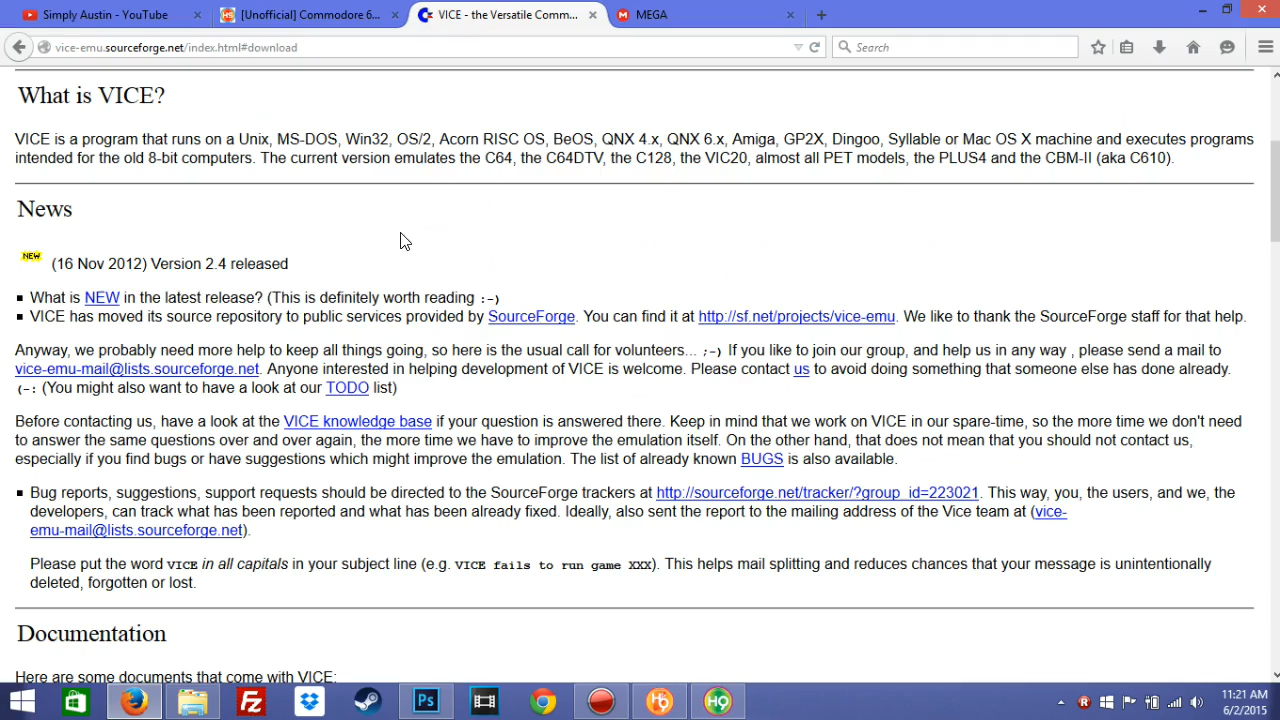 Simply Austin - YouTube
[Unofficial] Commodore 6...
VICE - the Versatile Comm...
MEGA
vice-emu.sourceforge.net/index.html#download
Search
What is VICE?
VICE is a program that runs on a Unix, MS-DOS, Win32, OS/2, Acorn RISC OS, BeOS, QNX 4.x, QNX 6.x, Amiga, GP2X, Dingoo, Syllable or Mac OS X machine and executes programs
intended for the old 8-bit computers. The current version emulates the C64, the C64DTV, the C128, the VIC20, almost all PET models, the PLUS4 and the CBM-II (aka C610).
News
NEW (16 Nov 2012) Version 2.4 released
What is NEW in the latest release? (This is definitely worth reading :-)
VICE has moved its source repository to public services provided by SourceForge. You can find it at http://sf.net/projects/vice-emu. We like to thank the SourceForge staff for that help.
Anyway, we probably need more help to keep all things going, so here is the usual call for volunteers... ;-) If you like to join our group, and help us in any way , please send a mail to
vice-emu-mail@lists.sourceforge.net. Anyone interested in helping development of VICE is welcome. Please contact us to avoid doing something that someone else has done already.
(-: (You might also want to have a look at our TODO list)
Before contacting us, have a look at the VICE knowledge base if your question is answered there. Keep in mind that we work on VICE in our spare-time, so the more time we don't need
to answer the same questions over and over again, the more time we have to improve the emulation itself. On the other hand, that does not mean that you should not contact us,
especially if you find bugs or have suggestions which might improve the emulation. The list of already known BUGS is also available.
Bug reports, suggestions, support requests should be directed to the SourceForge trackers at http://sourceforge.net/tracker/?group_id=223021. This way, you, the users, and we, the
developers, can track what has been reported and what has been already fixed. Ideally, also sent the report to the mailing address of the Vice team at (vice-
emu-mail@lists.sourceforge.net).
Please put the word VICE in all capitals in your subject line (e.g. VICE fails to run game XXX). This helps mail splitting and reduces chances that your message is unintentionally
deleted, forgotten or lost.
Documentation
Here are some documents that come with VICE:
11:21 AM
6/2/2015